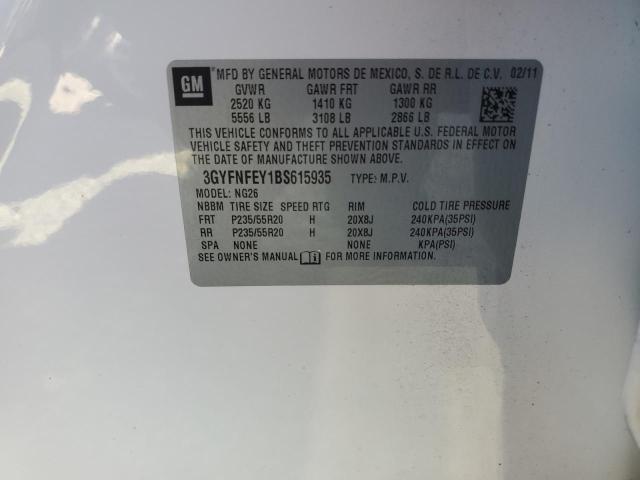 GM
MFD BY GENERAL MOTORS DE MEXICO, S. DE R.L. DE C.V. 02/11
GVWR GAWR FRT GAWR RR
2520 KG 1410 KG 1300 KG
5556 LB 3108 LB 2866 LB
THIS VEHICLE CONFORMS TO ALL APPLICABLE U.S. FEDERAL MOTOR
VEHICLE SAFETY AND THEFT PREVENTION STANDARDS IN EFFECT ON
THE DATE OF MANUFACTURE SHOWN ABOVE.
3GYFNFEY1BS615935 TYPE: M.P.V.
MODEL: NG26
NBBM TIRE SIZE SPEED RTG RIM COLD TIRE PRESSURE
FRT P235/55R20 H 20X8J 240KPA(35PSI)
RR P235/55R20 H 20X8J 240KPA(35PSI)
SPA NONE NONE KPA(PSI)
SEE OWNER'S MANUAL